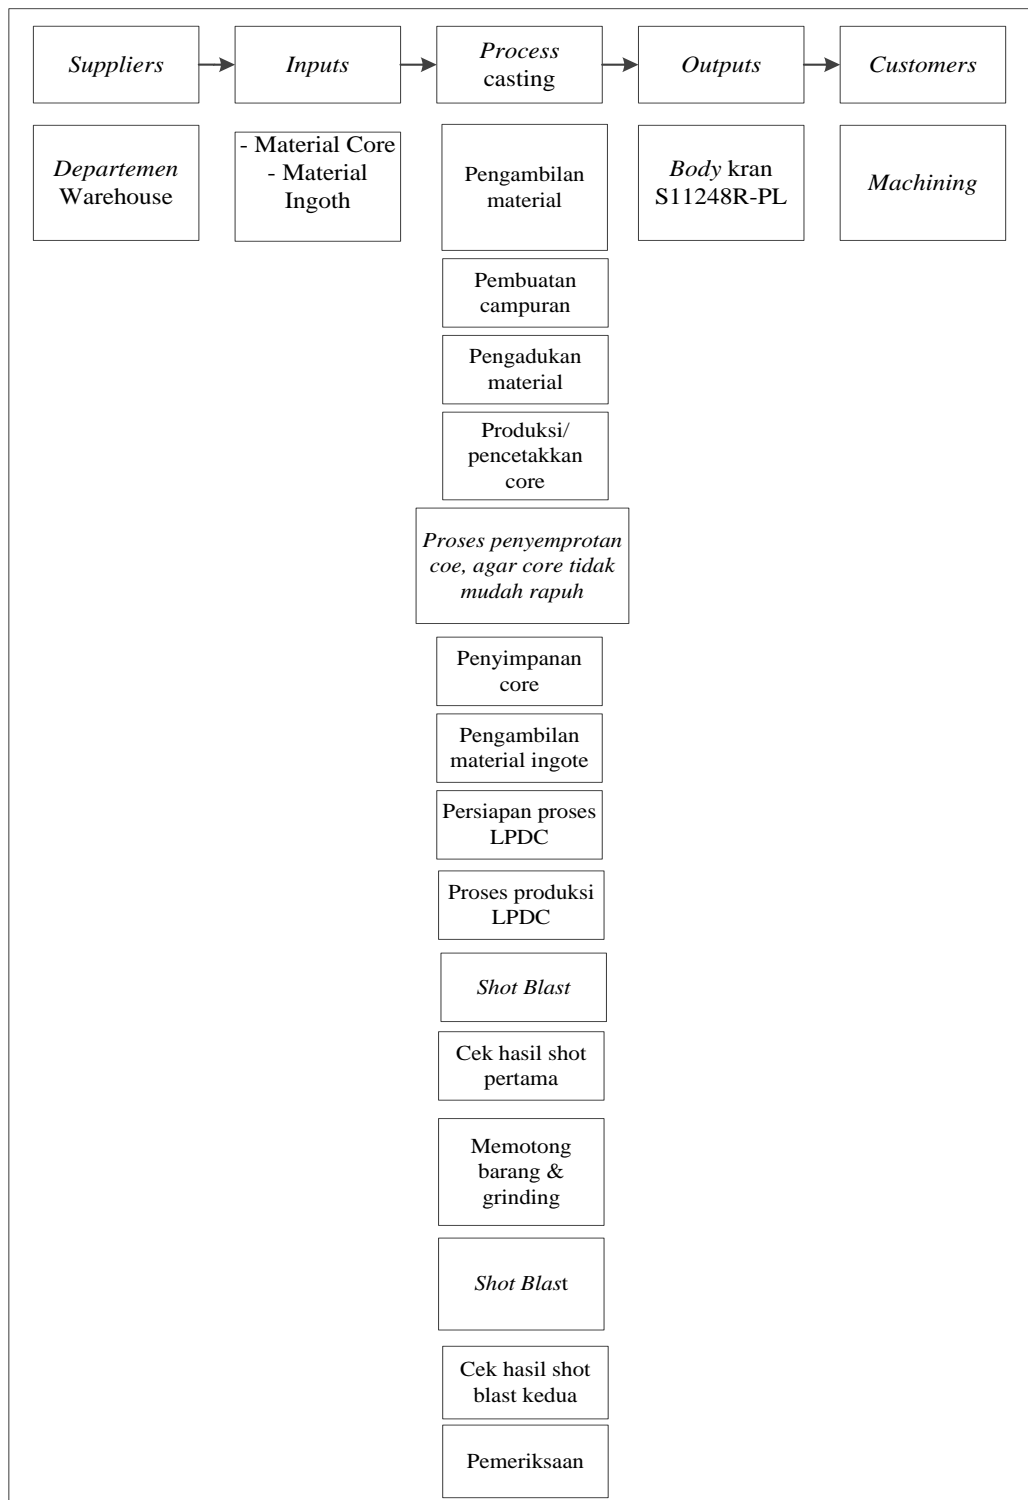 Suppliers
Inputs
Process
casting
Outputs
Customers
Departemen
Warehouse
- Material Core
- Material
Ingoth
Pengambilan
material
Body kran
S11248R-PL
Machining
Pembuatan
campuran
Pengadukan
material
Produksi/
pencetakkan
core
Proses penyemprotan
coe, agar core tidak
mudah rapuh
Penyimpanan
core
Pengambilan
material ingote
Persiapan proses
LPDC
Proses produksi
LPDC
Shot Blast
Cek hasil shot
pertama
Memotong
barang &
grinding
Shot Blast
Cek hasil shot
blast kedua
Pemeriksaan